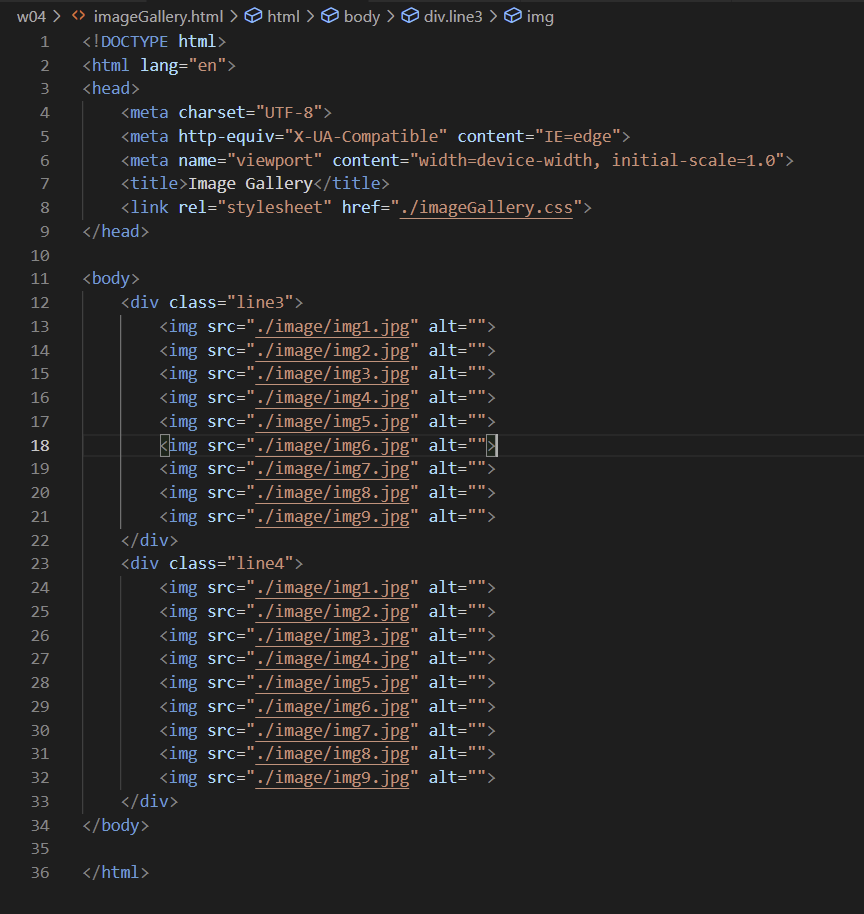 w04 > <> imageGallery.html > html > body > div.line3 > img
1 <!DOCTYPE html>
2 <html lang="en">
3 <head>
4     <meta charset="UTF-8">
5     <meta http-equiv="X-UA-Compatible" content="IE=edge">
6     <meta name="viewport" content="width=device-width, initial-scale=1.0">
7     <title>Image Gallery</title>
8     <link rel="stylesheet" href="./imageGallery.css">
9 </head>
10
11 <body>
12     <div class="line3">
13         <img src="./image/img1.jpg" alt="">
14         <img src="./image/img2.jpg" alt="">
15         <img src="./image/img3.jpg" alt="">
16         <img src="./image/img4.jpg" alt="">
17         <img src="./image/img5.jpg" alt="">
18         <img src="./image/img6.jpg" alt="">
19         <img src="./image/img7.jpg" alt="">
20         <img src="./image/img8.jpg" alt="">
21         <img src="./image/img9.jpg" alt="">
22     </div>
23     <div class="line4">
24         <img src="./image/img1.jpg" alt="">
25         <img src="./image/img2.jpg" alt="">
26         <img src="./image/img3.jpg" alt="">
27         <img src="./image/img4.jpg" alt="">
28         <img src="./image/img5.jpg" alt="">
29         <img src="./image/img6.jpg" alt="">
30         <img src="./image/img7.jpg" alt="">
31         <img src="./image/img8.jpg" alt="">
32         <img src="./image/img9.jpg" alt="">
33     </div>
34 </body>
35
36 </html>